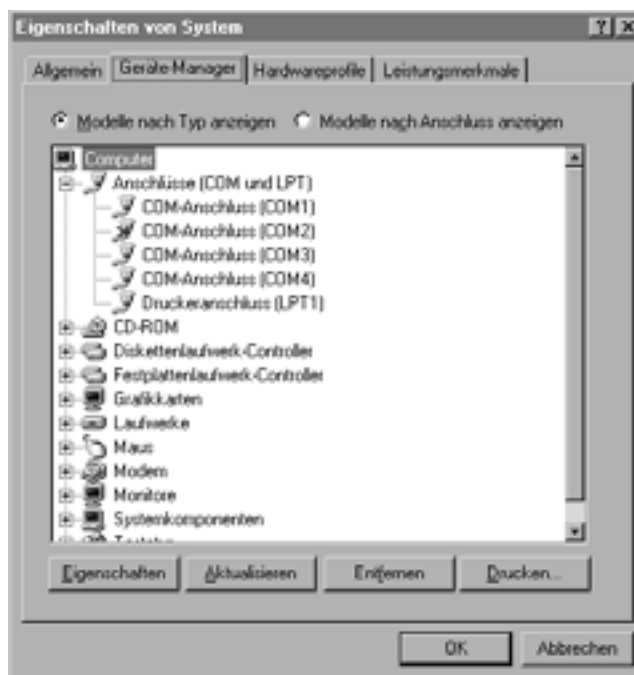 Eigenschaften von System
Allgemein Geräte-Manager Hardwareprofile Leistungsmerkmale
Modelle nach Typ anzeigen Modelle nach Anschluss anzeigen
Computer
Anschlüsse (COM und LPT)
COM-Anschluss (COM1)
COM-Anschluss (COM2)
COM-Anschluss (COM3)
COM-Anschluss (COM4)
Druckeranschluss (LPT1)
CD-ROM
Diskettenlaufwerk-Controller
Festplattenlaufwerk-Controller
Grafikkarten
Laufwerke
Maus
Modem
Monitore
Systemkomponenten
Eigenschaften Aktualisieren Entfernen Drucken...
OK Abbrechen